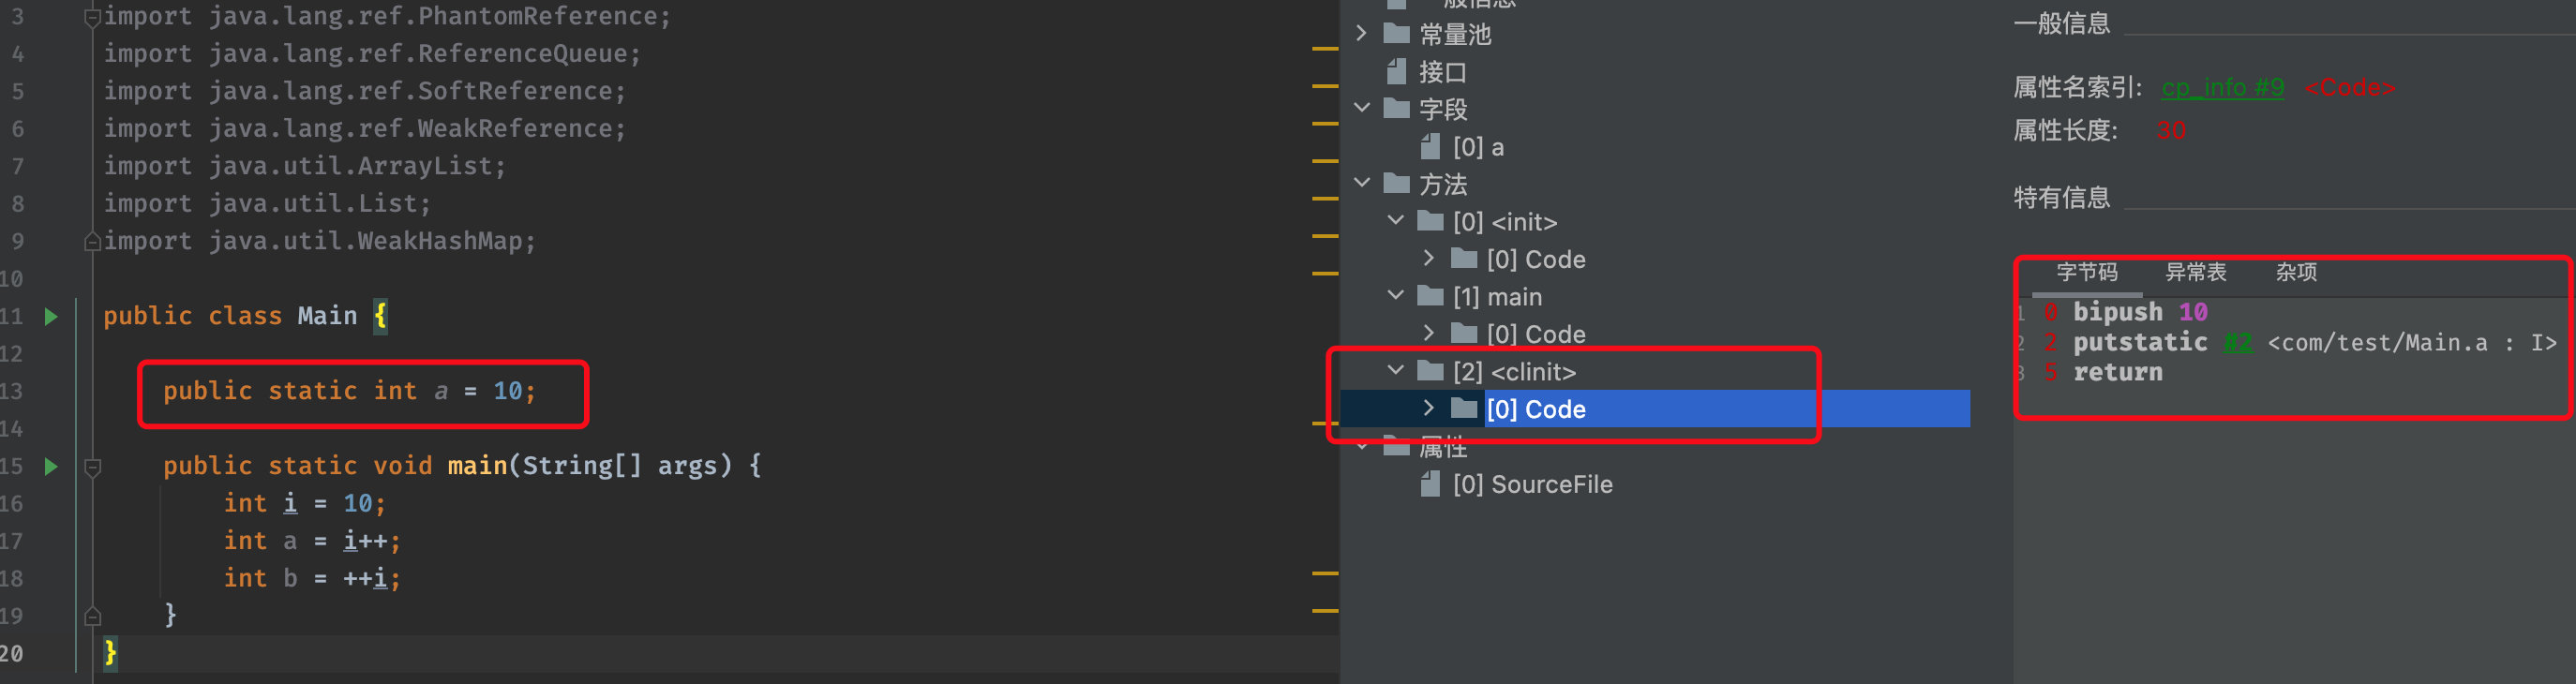 3 import java.lang.ref.PhantomReference;
4 import java.lang.ref.ReferenceQueue;
5 import java.lang.ref.SoftReference;
6 import java.lang.ref.WeakReference;
7 import java.util.ArrayList;
8 import java.util.List;
9 import java.util.WeakHashMap;
10
11 public class Main {
12
13 public static int a = 10;
14
15 public static void main(String[] args) {
16 int i = 10;
17 int a = i++;
18 int b = ++i;
19 }
20 }
一般信息
常量池
接口
字段
[0] a
方法
[0] <init>
[0] Code
[1] main
[0] Code
[2] <clinit>
[0] Code
属性
[0] SourceFile
一般信息
属性名索引: cp_info #9 <Code>
属性长度: 30
特有信息
字节码 异常表 杂项
1 0 bipush 10
2 2 putstatic #2 <com/test/Main.a : I>
3 5 return